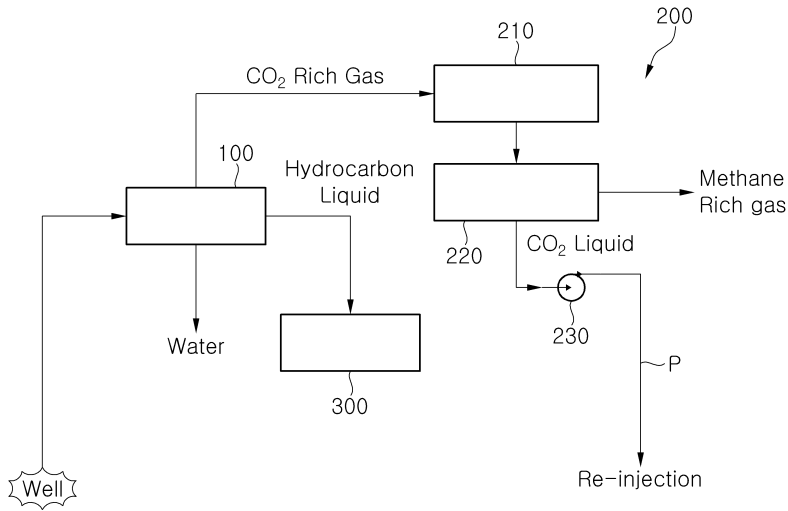 210
200
CO₂ Rich Gas
100
Hydrocarbon
Liquid
Methane
Rich gas
220
CO₂ Liquid
230
Water
300
P
Well
Re-injection